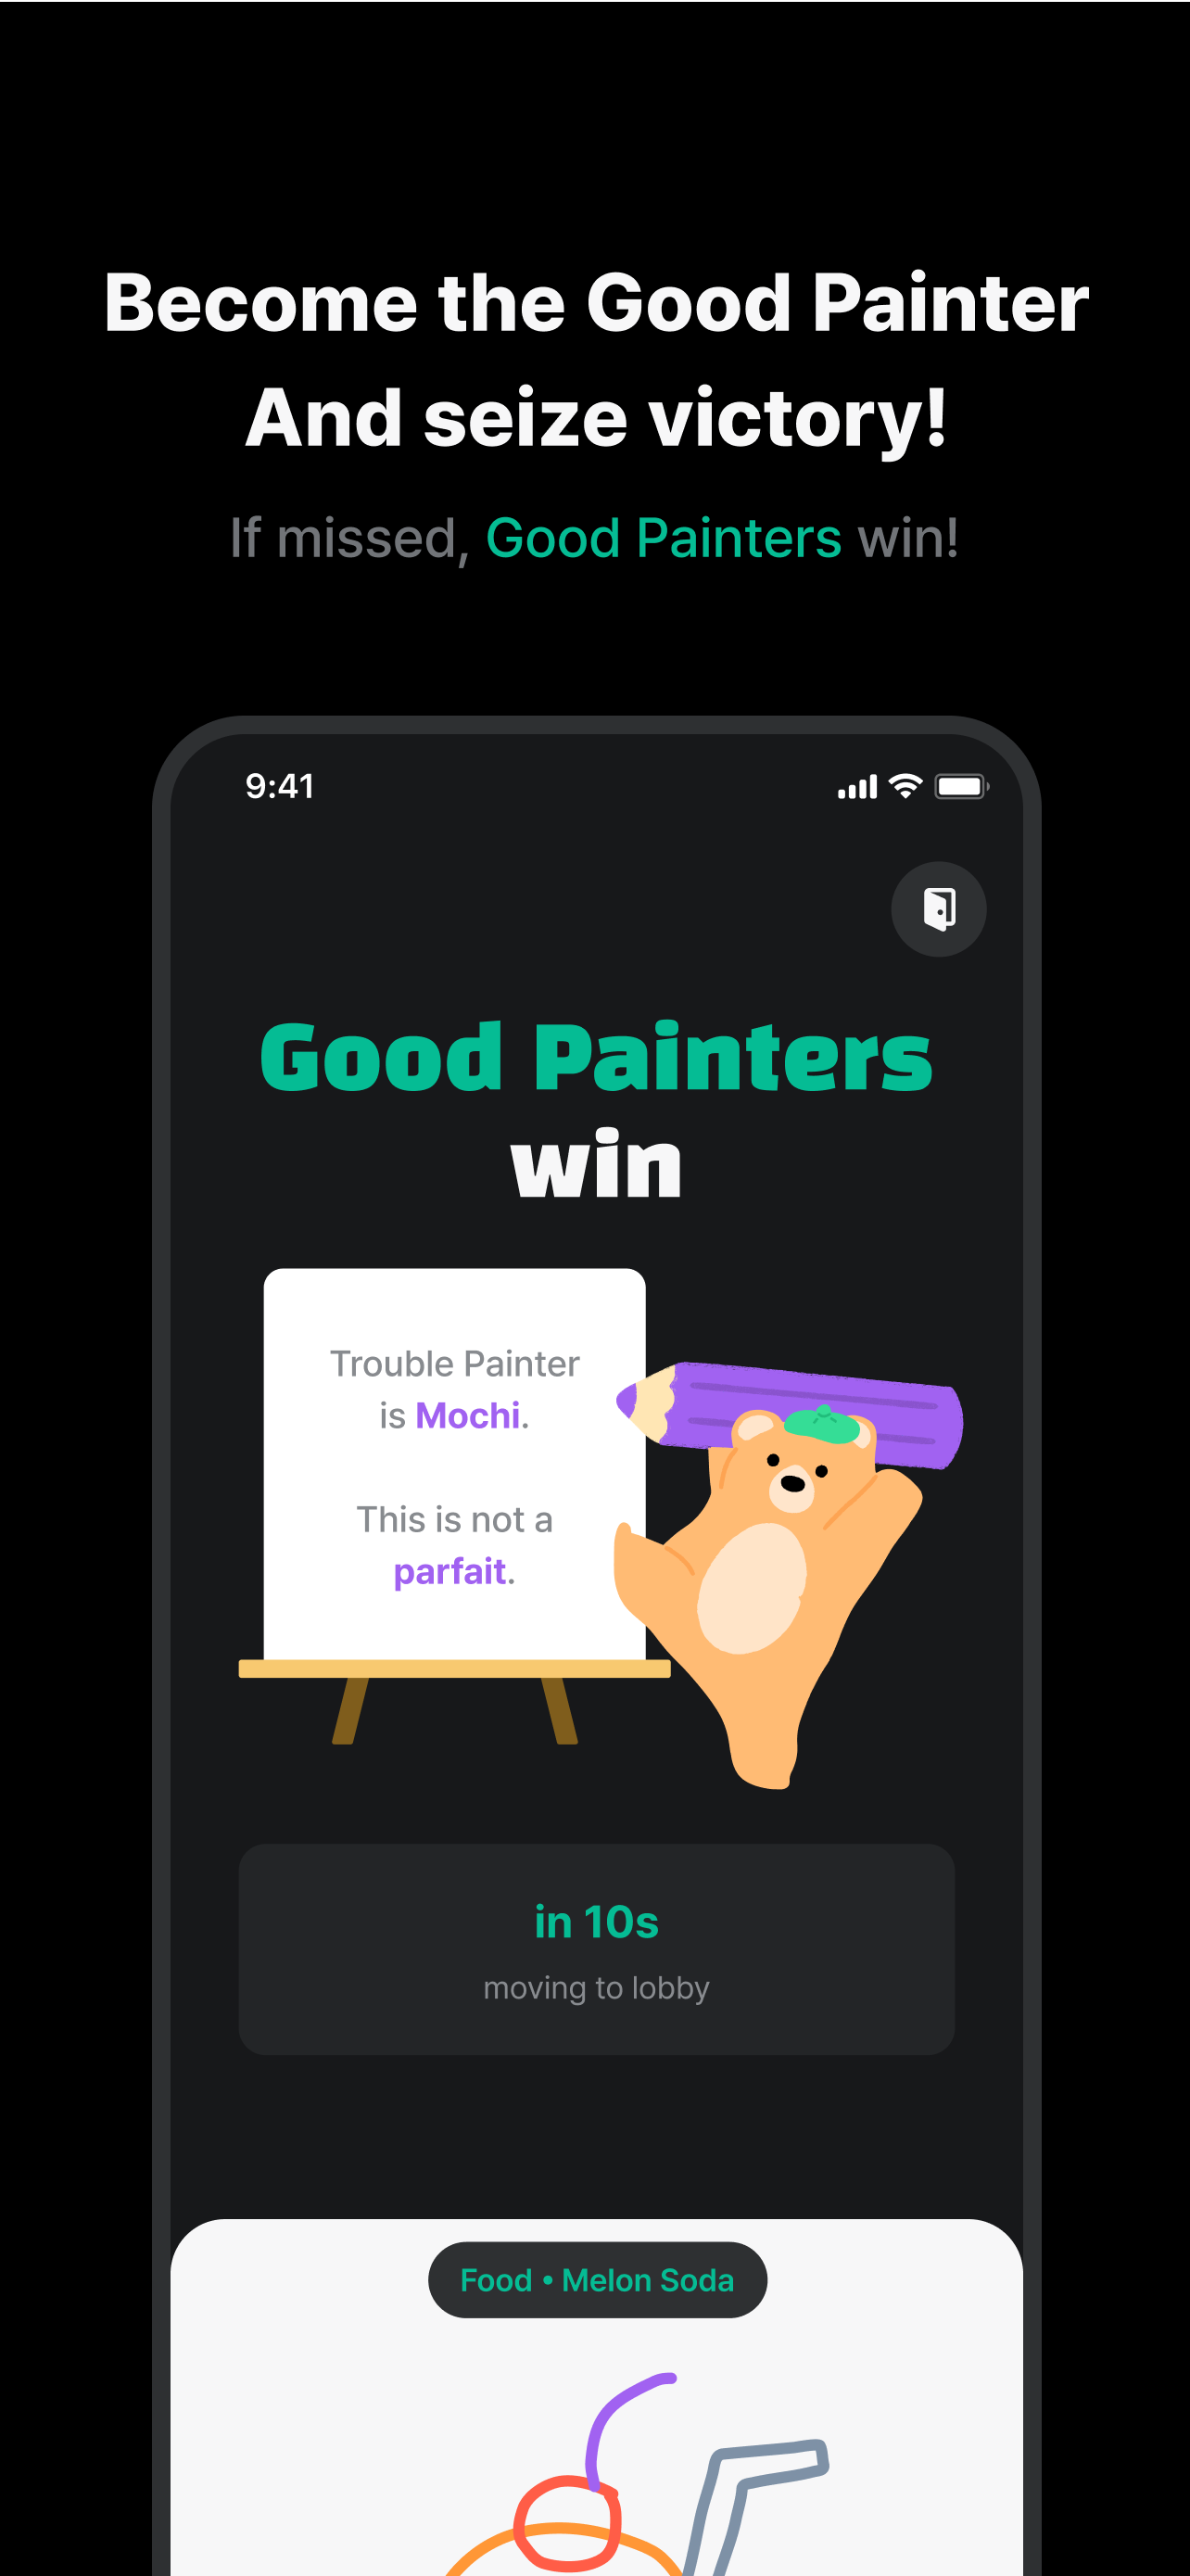 Become the Good Painter
And seize victory!
If missed, Good Painters win!
9:41
Good Painters
win
Trouble Painter
is Mochi.
This is not a
parfait.
in 10s
moving to lobby
Food • Melon Soda